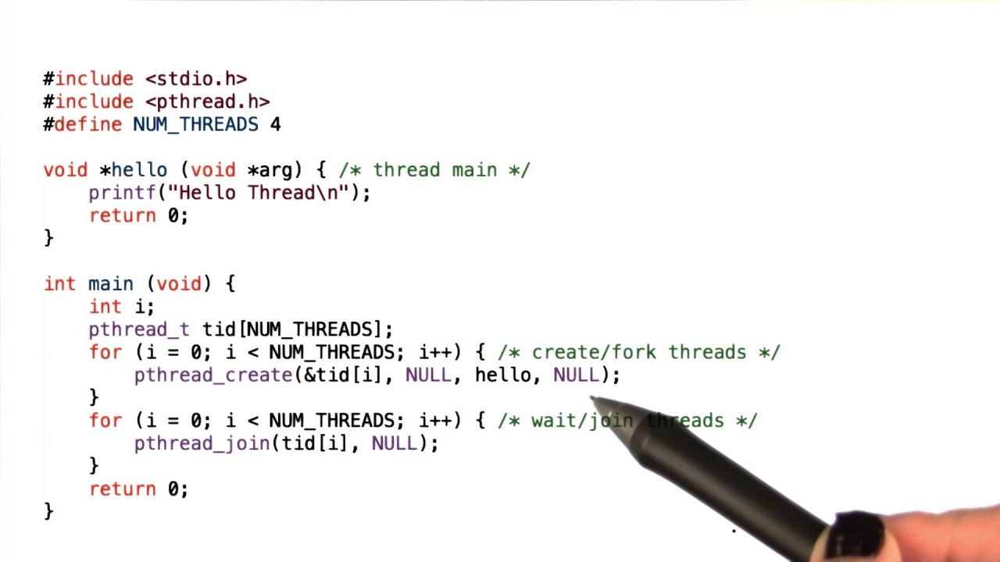 #include <stdio.h>
#include <pthread.h>
#define NUM_THREADS 4
void *hello (void *arg) { /* thread main */
printf("Hello Thread\n");
return 0;
}
int main (void) {
int i;
pthread_t tid[NUM_THREADS];
for (i = 0; i < NUM_THREADS; i++) { /* create/fork threads */
pthread_create(&tid[i], NULL, hello, NULL);
}
for (i = 0; i < NUM_THREADS; i++) { /* wait/join threads */
pthread_join(tid[i], NULL);
}
return 0;
}